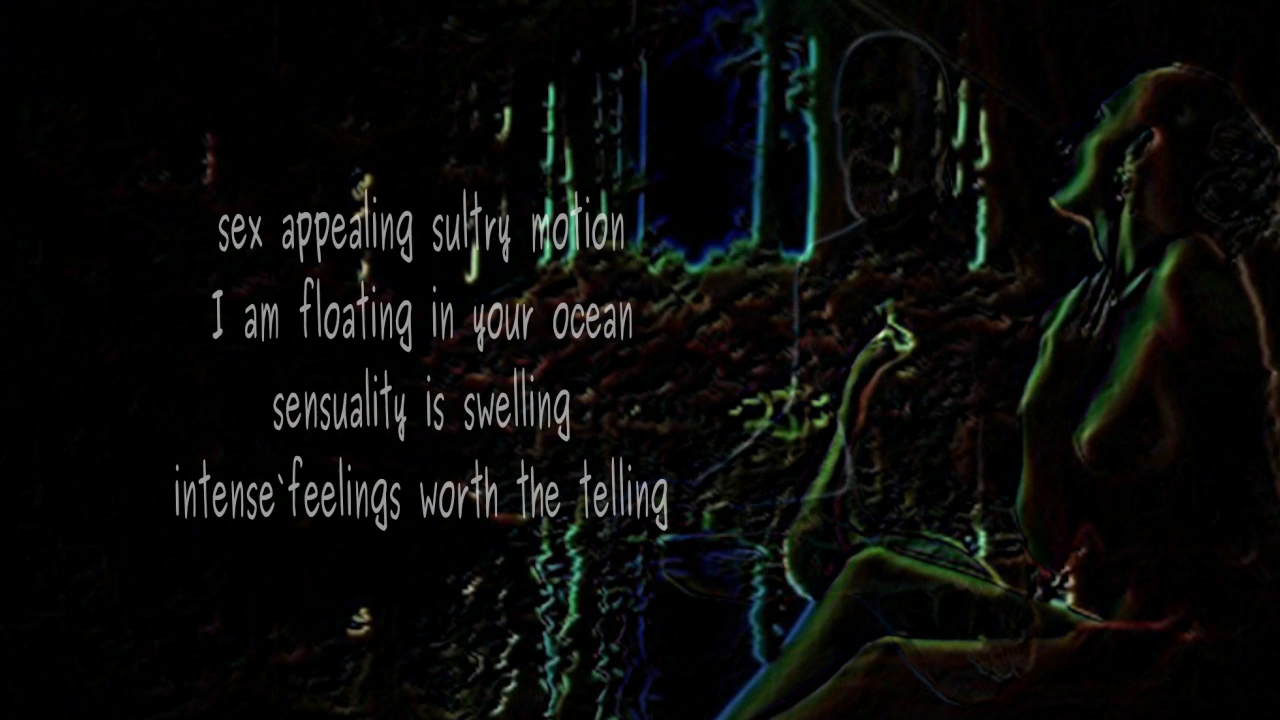 sex appealing sultry motion
I am floating in your ocean
sensuality is swelling
intense`feelings worth the telling